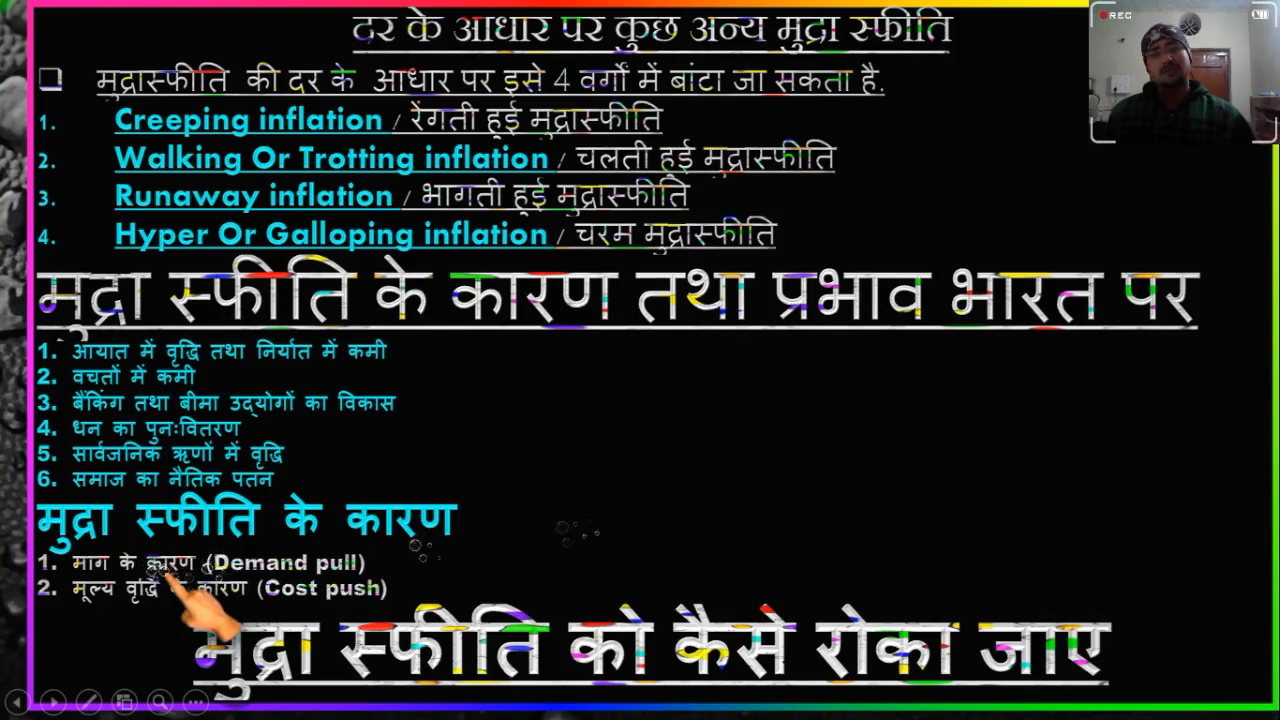 दर के आधार पर कुछ अन्य मुद्रा स्फीति
REC
मुद्रास्फीति की दर के आधार पर इसे 4 वर्गों में बांटा जा सकता है.
1. Creeping inflation / रेंगती हुई मुद्रास्फीति
2. Walking Or Trotting inflation / चलती हुई मुद्रास्फीति
3. Runaway inflation / भागती हुई मुद्रास्फीति
4. Hyper Or Galloping inflation / चरम मुद्रास्फीति
मुद्रा स्फीति के कारण तथा प्रभाव भारत पर
1. आयात में वृद्धि तथा निर्यात में कमी
2. वचतों में कमी
3. बैंकिंग तथा बीमा उद्योगों का विकास
4. धन का पुनःवितरण
5. सार्वजनिक ऋणों में वृद्धि
6. समाज का नैतिक पतन
मुद्रा स्फीति के कारण
1. माग के कारण (Demand pull)
2. मूल्य वृद्धि कारण (Cost push)
मुद्रा स्फीति को कैसे रोका जाए